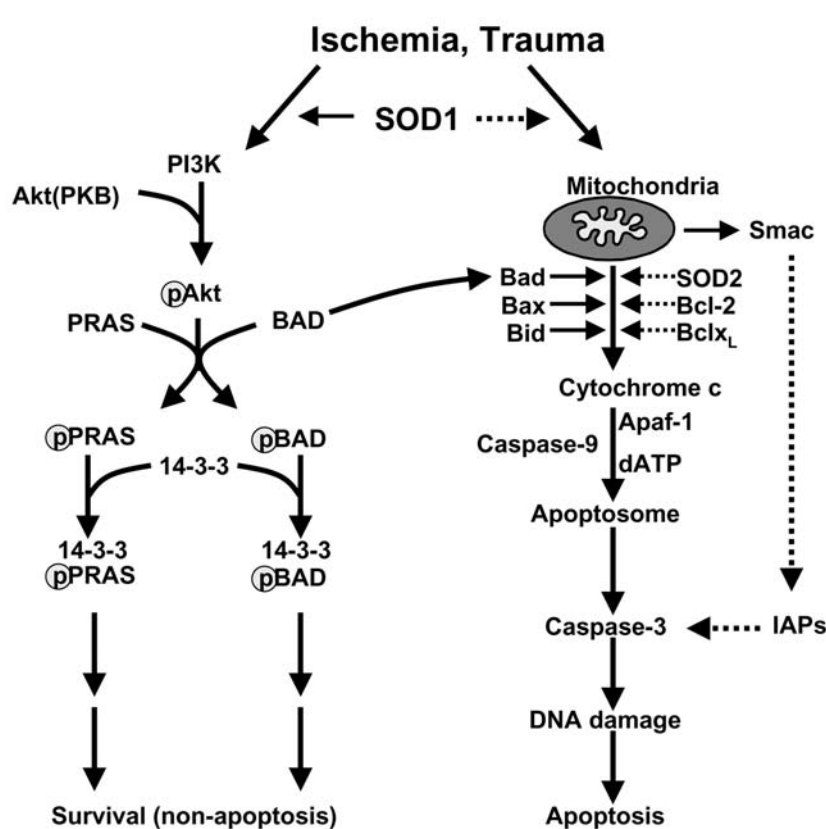 Ischemia, Trauma
SOD1
PI3K
Akt(PKB)
Mitochondria
Smac
pAkt
Bad
SOD2
PRAS
BAD
Bax
Bcl-2
Bid
BclxL
Cytochrome c
pPRAS
pBAD
Apaf-1
Caspase-9
14-3-3
dATP
Apoptosome
14-3-3
pPRAS
14-3-3
pBAD
Caspase-3
IAPs
DNA damage
Survival (non-apoptosis)
Apoptosis